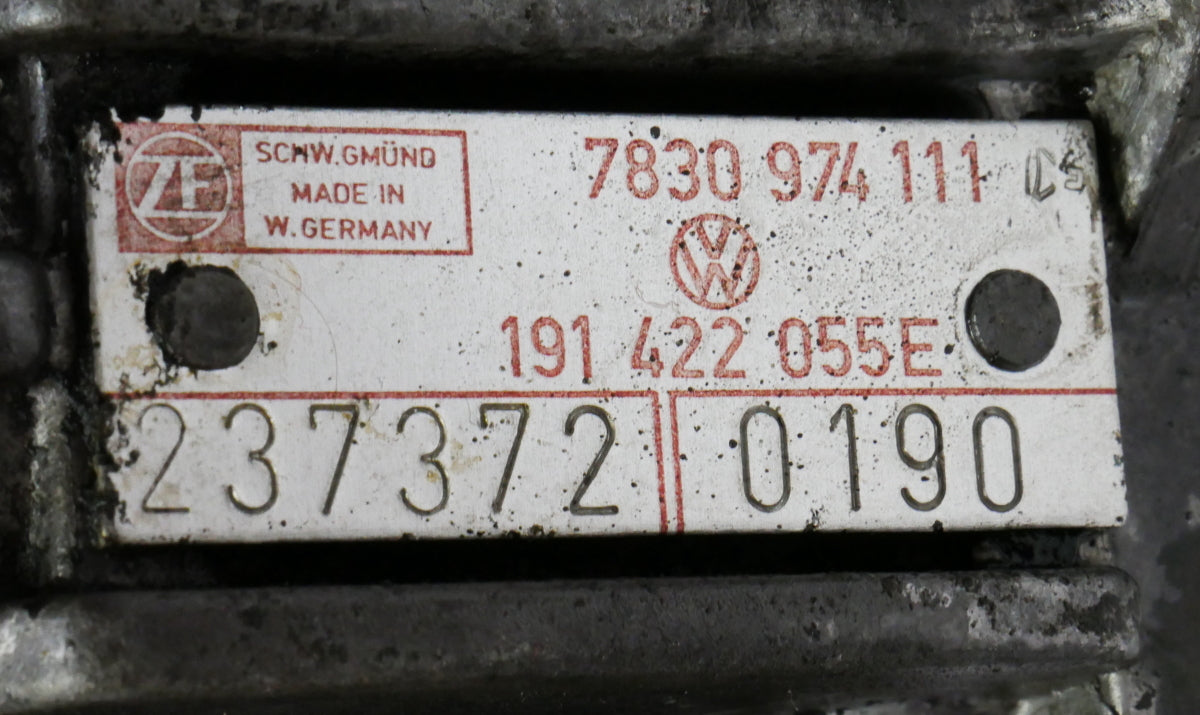 ZF
SCHW.GMÜND
MADE IN
W.GERMANY
7830 974 111
VW
191 422 055E
237372 0190